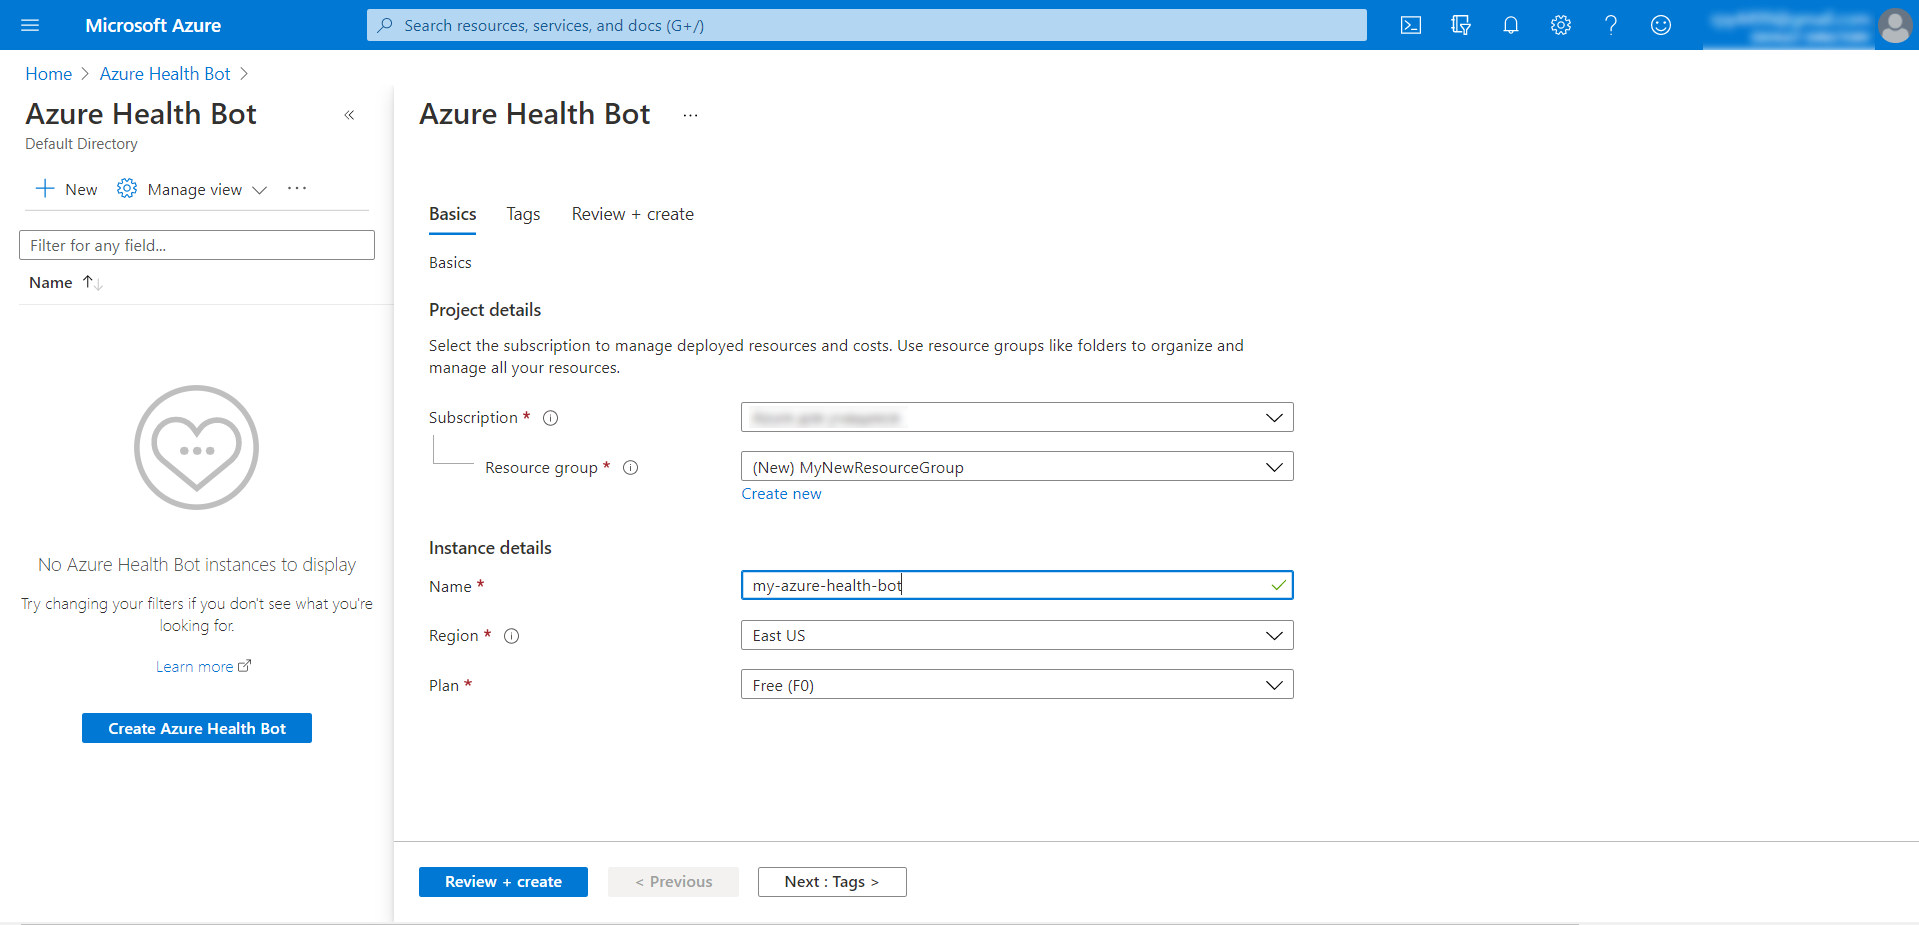 Microsoft Azure
Search resources, services, and docs (G+/)
Home > Azure Health Bot >
Azure Health Bot
Default Directory
New Manage view
Filter for any field...
Name
No Azure Health Bot instances to display
Try changing your filters if you don't see what you're
looking for.
Learn more
Create Azure Health Bot
Azure Health Bot ...
Basics Tags Review + create
Basics
Project details
Select the subscription to manage deployed resources and costs. Use resource groups like folders to organize and
manage all your resources.
Subscription *
Resource group * (New) MyNewResourceGroup
Create new
Instance details
Name * my-azure-health-bot
Region * East US
Plan * Free (F0)
Review + create < Previous Next : Tags >